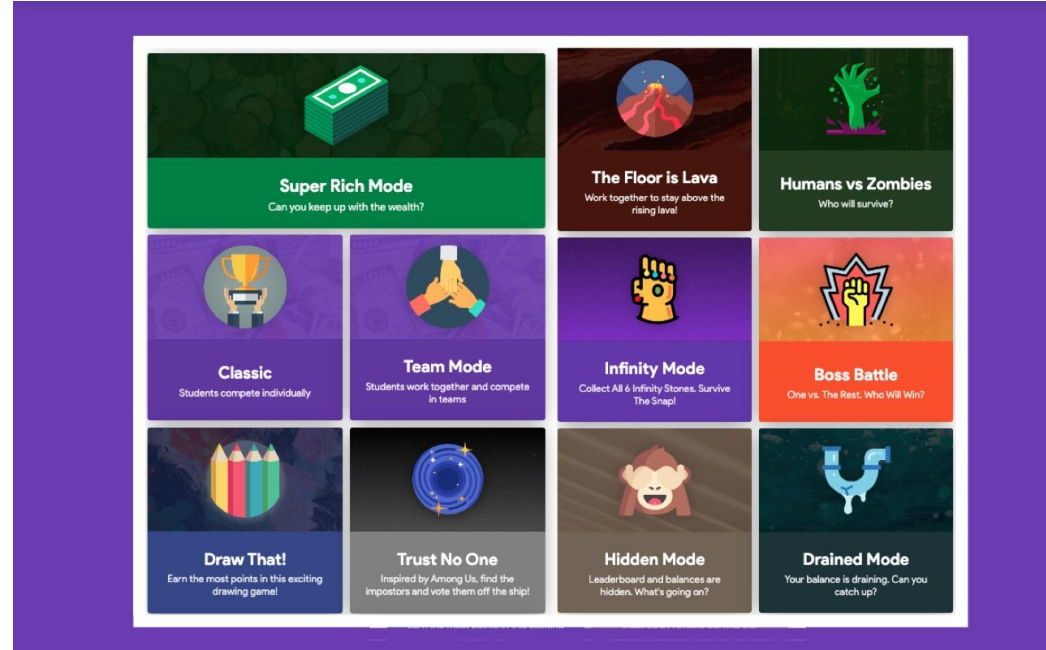 Super Rich Mode
Can you keep up with the wealth?
The Floor is Lava
Work together to stay above the
rising lava!
Humans vs Zombies
Who will survive?
Classic
Students compete individually
Team Mode
Students work together and compete
in teams
Infinity Mode
Collect All 6 Infinity Stones. Survive
The Snap!
Boss Battle
One vs. The Rest. Who Will Win?
Draw That!
Earn the most points in this exciting
drawing game!
Trust No One
Inspired by Among Us, find the
impostors and vote them off the ship!
Hidden Mode
Leaderboard and balances are
hidden. What's going on?
Drained Mode
Your balance is draining. Can you
catch up?